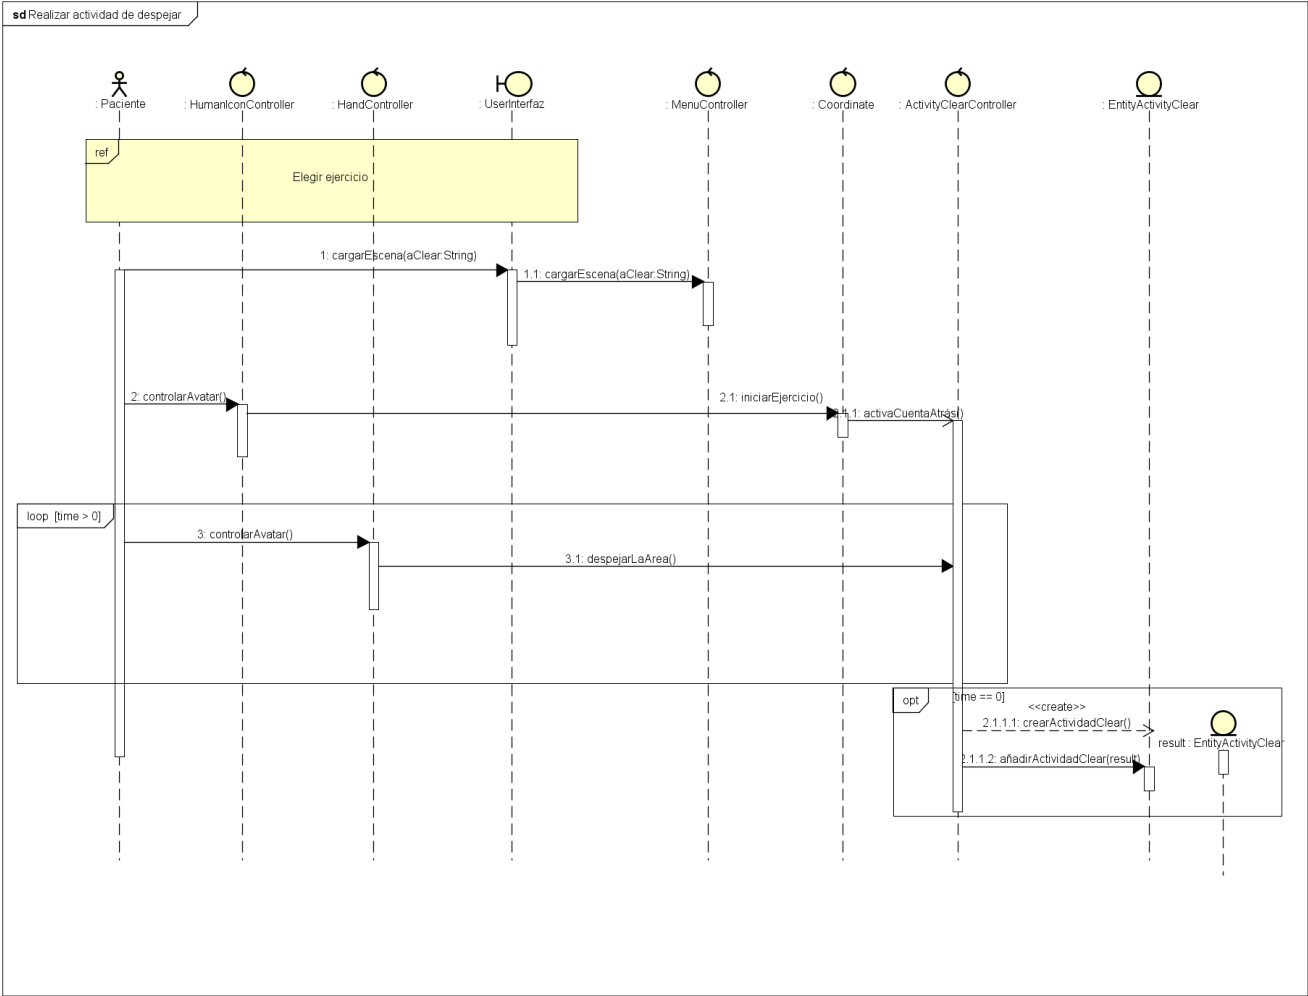 sd Realizar actividad de despejar
: Paciente
: HumanIconController
: HandController
: UserInterfaz
: MenuController
: Coordinate
: ActivityClearController
: EntityActivityClear
ref
Elegir ejercicio
1: cargarEscena(aClear:String)
1.1: cargarEscena(aClear:String)
2: controlarAvatar()
2.1: iniciarEjercicio()
2.1.1: activaCuentaAtrás()
loop [time > 0]
3: controlarAvatar()
3.1: despejarLaArea()
opt
[time == 0]
<<create>>
2.1.1.1: crearActividadClear()
result : EntityActivityClear
2.1.1.2: añadirActividadClear(result)